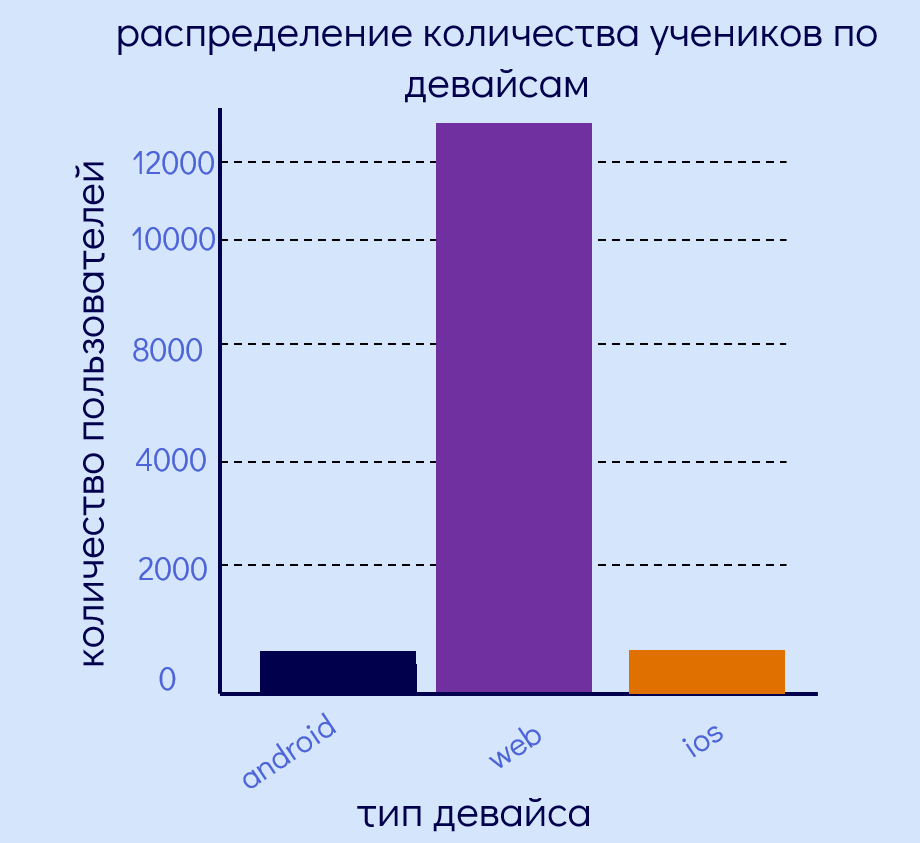 распределение количества учеников по
девайсам
количество пользователей
12000
10000
8000
4000
2000
0
android
web
ios
тип девайса